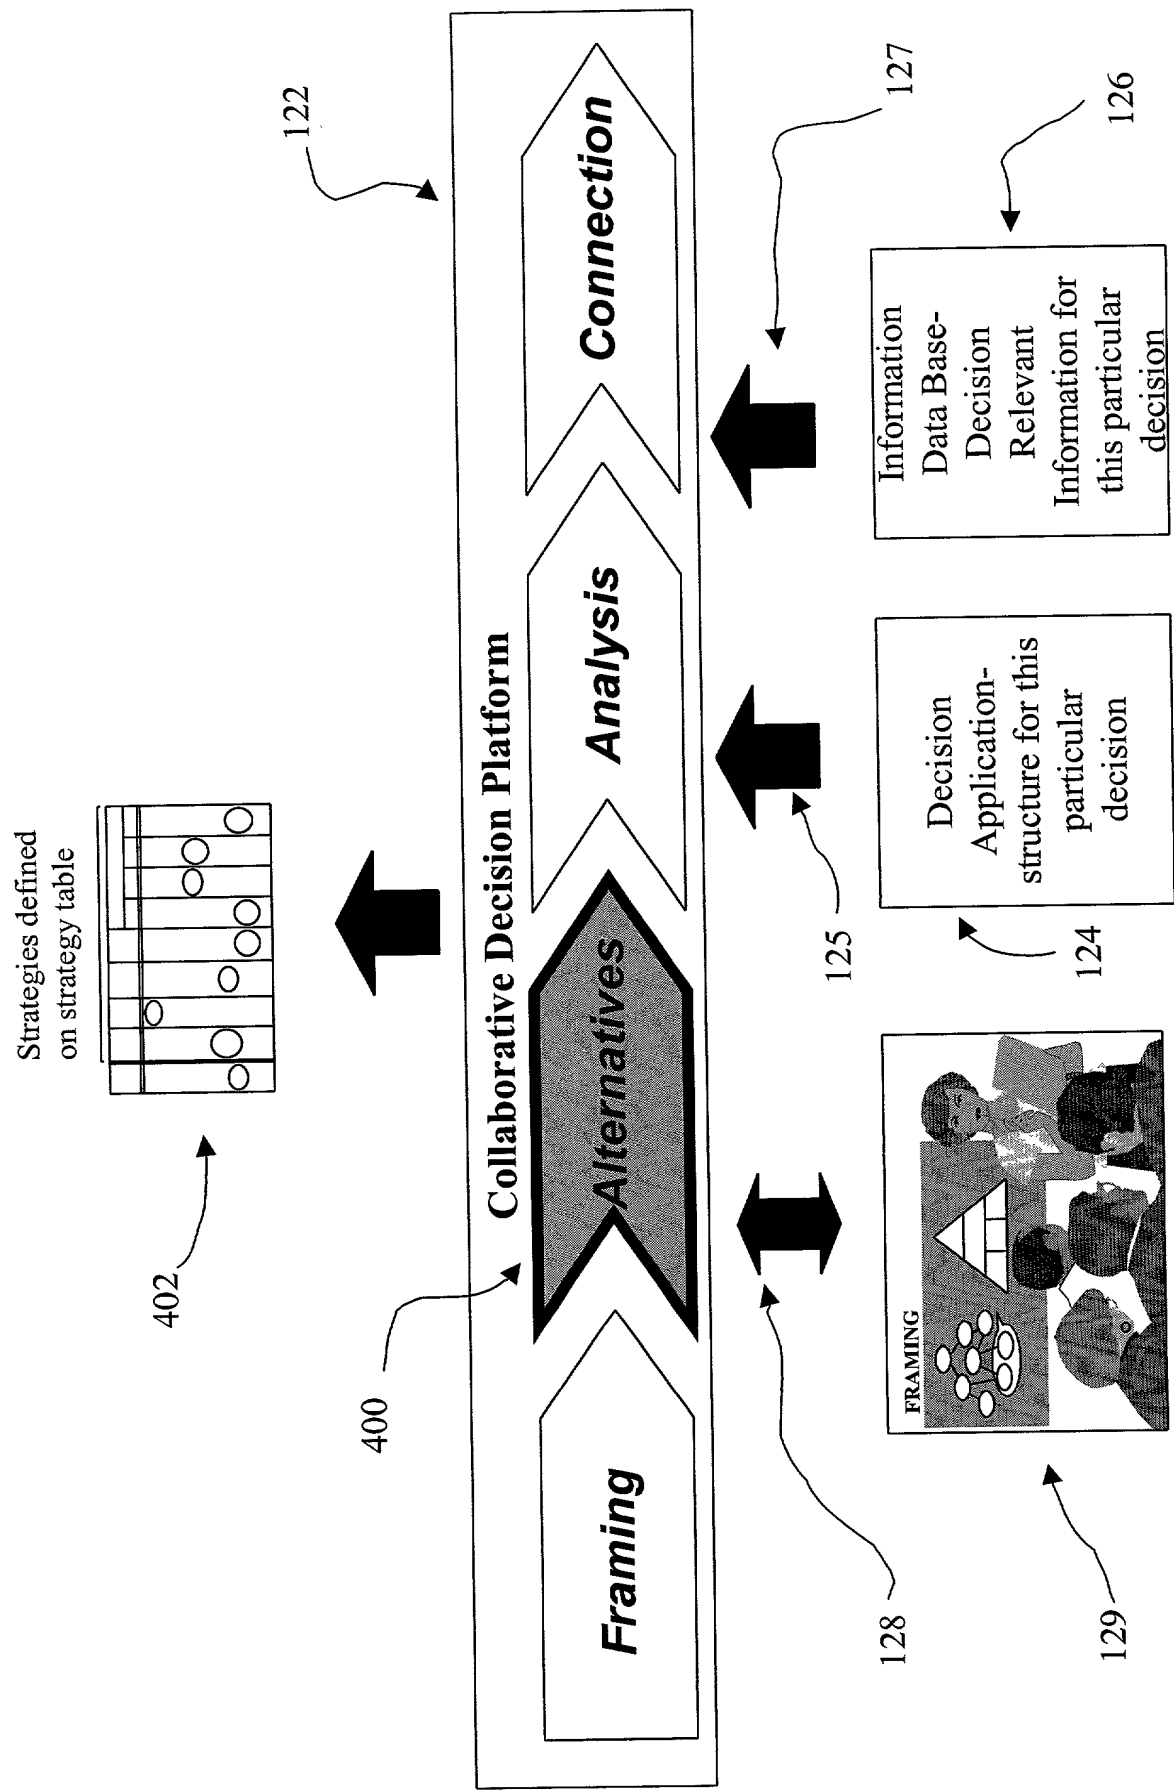 Strategies defined
on strategy table
402
122
400
Collaborative Decision Platform
Framing
Alternatives
Analysis
Connection
128
125
127
129
FRAMING
124
Decision
Application-
structure for this
particular
decision
126
Information
Data Base-
Decision
Relevant
Information for
this particular
decision